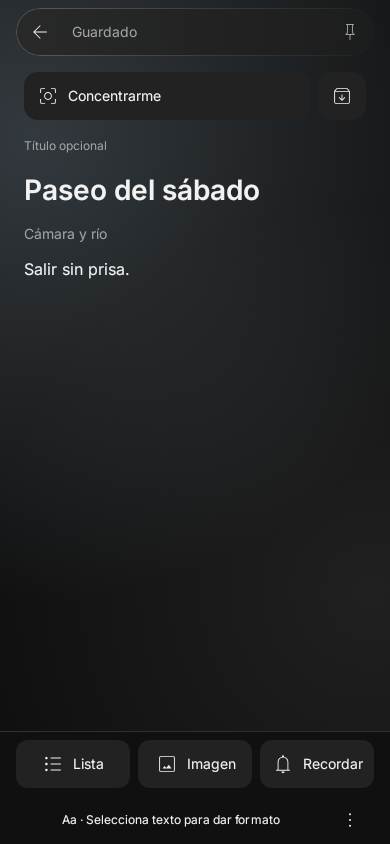 Guardado
Concentrarme
Título opcional
Paseo del sábado
Cámara y río
Salir sin prisa.
Lista
Imagen
Recordar
Aa · Selecciona texto para dar formato